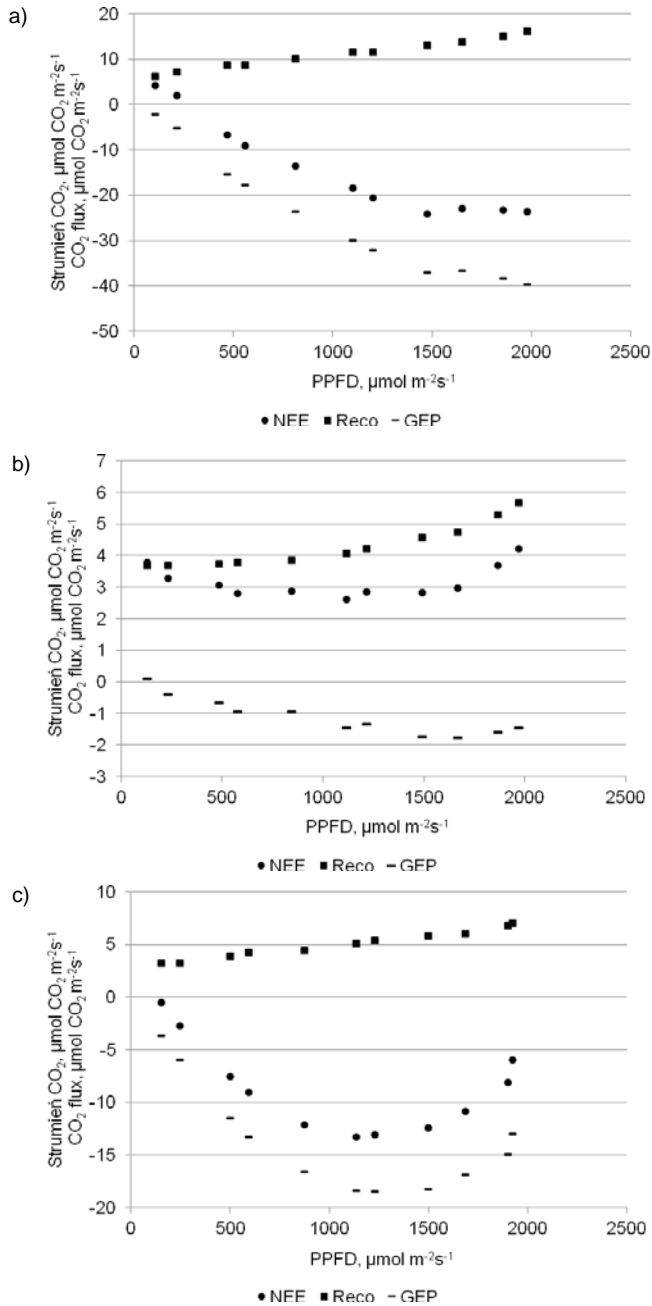 a)
Strumień CO₂, µmol CO₂ m⁻²s⁻¹
CO₂ flux, µmol CO₂ m⁻²s⁻¹
20
10
0
-10
-20
-30
-40
-50
0 500 1000 1500 2000 2500
PPFD, µmol m⁻²s⁻¹
NEE Reco GEP
b)
Strumień CO₂, µmol CO₂ m⁻²s⁻¹
CO₂ flux, µmol CO₂ m⁻²s⁻¹
7
6
5
4
3
2
1
0
-1
-2
-3
0 500 1000 1500 2000 2500
PPFD, µmol m⁻²s⁻¹
NEE Reco GEP
c)
Strumień CO₂, µmol CO₂ m⁻²s⁻¹
CO₂ flux, µmol CO₂ m⁻²s⁻¹
10
5
0
-5
-10
-15
-20
0 500 1000 1500 2000 2500
PPFD, µmol m⁻²s⁻¹
NEE Reco GEP